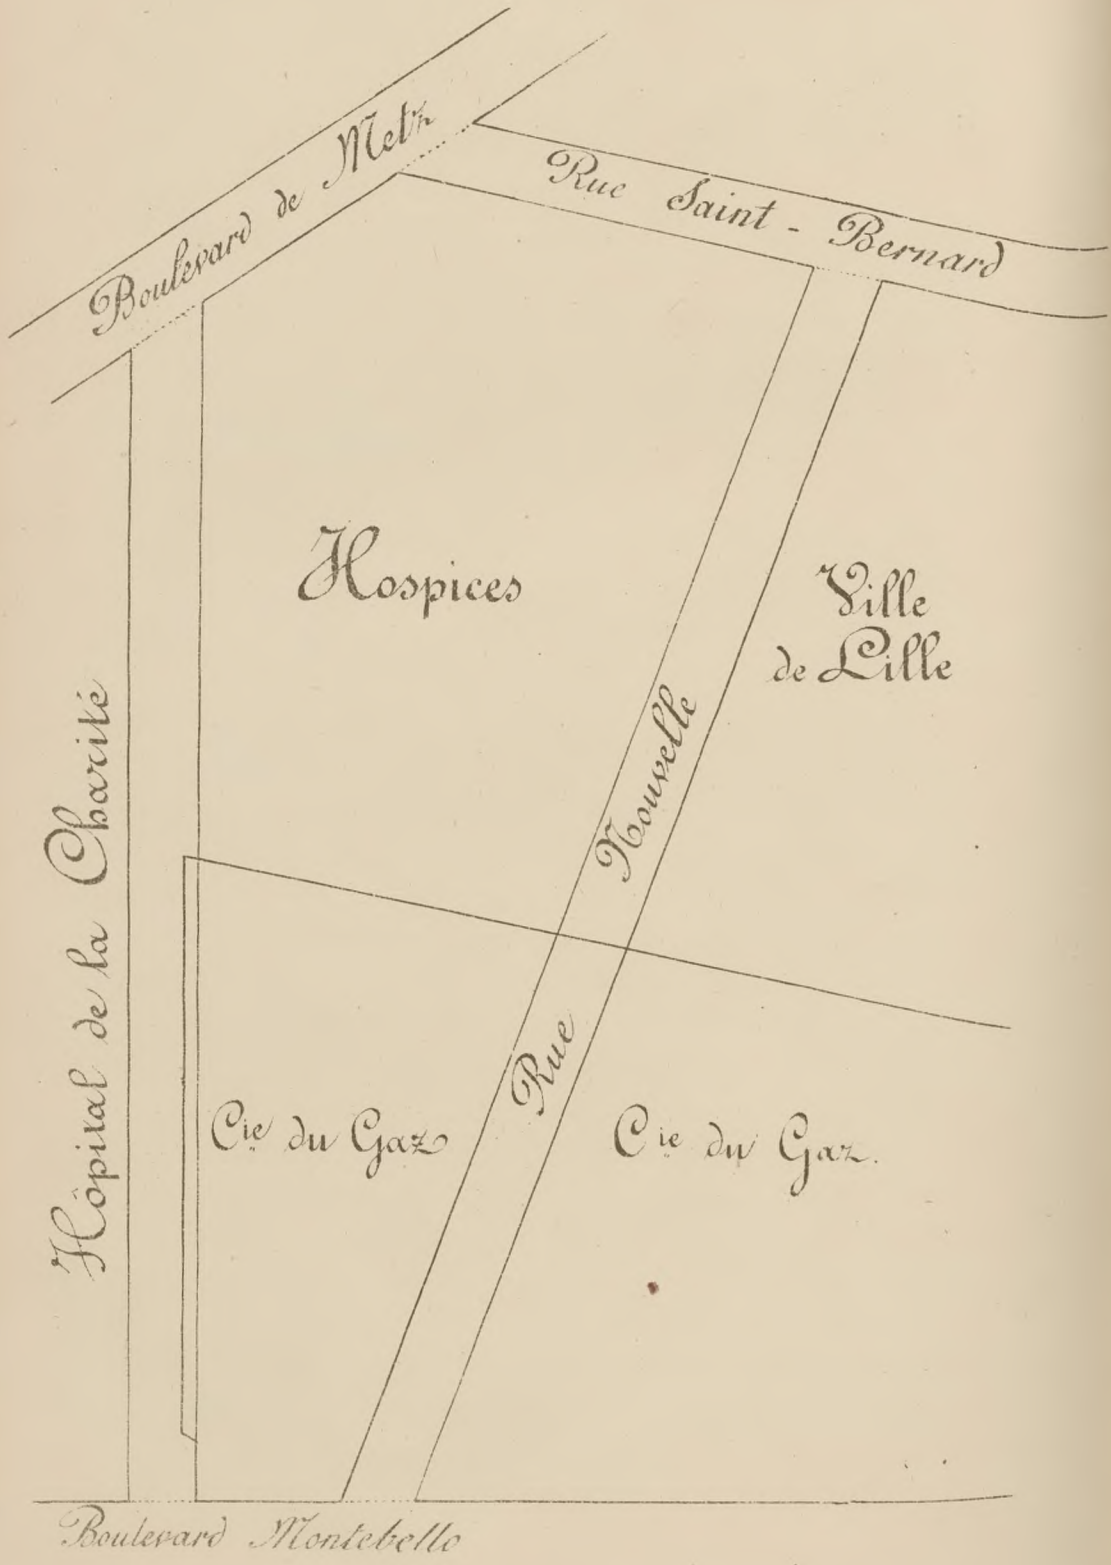 Boulevard de Metz
Rue Saint-Bernard
Hospices
Ville
de Lille
Hôpital de la Charité
Rue Nouvelle
Cie du Gaz
Cie du Gaz.
Boulevard Montebello